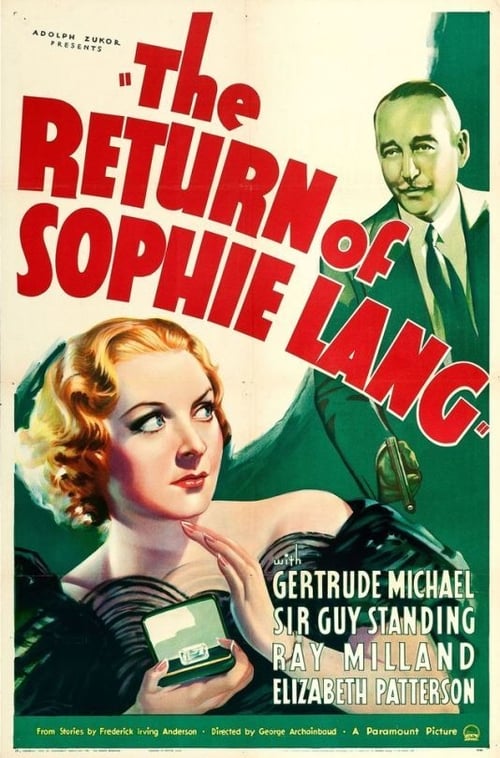 ADOLPH ZUKOR
PRESENTS
"The
RETURN of
SOPHIE LANG"
with
GERTRUDE MICHAEL
SIR GUY STANDING
RAY MILLAND
ELIZABETH PATTERSON
From Stories by Frederick Irving Anderson • Directed by George Archainbaud • A Paramount Picture